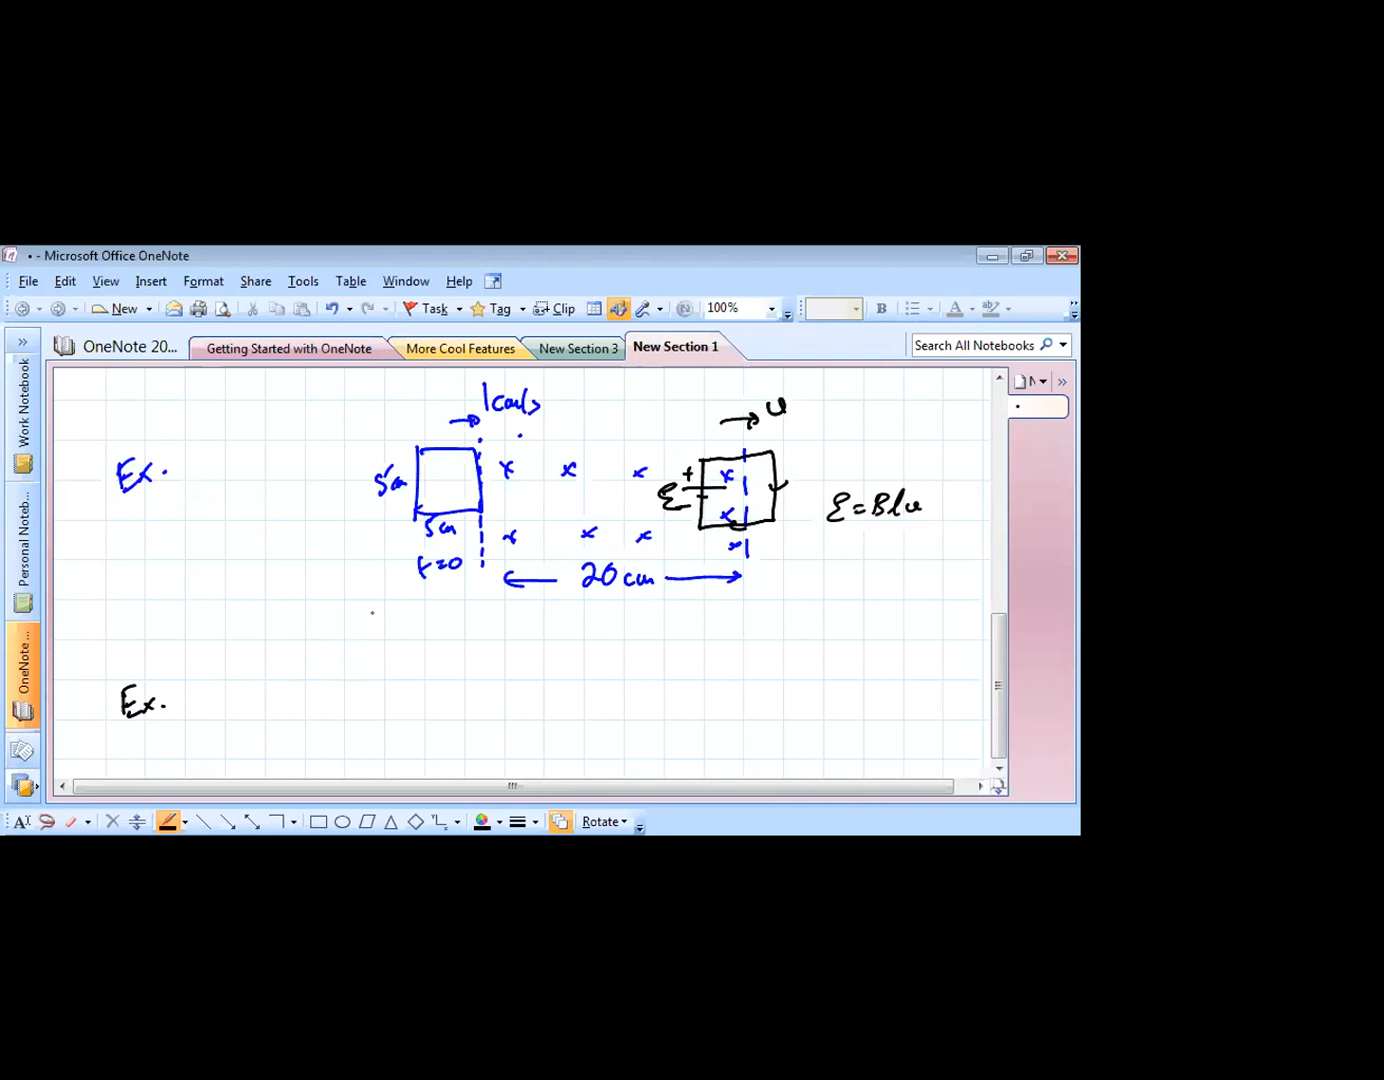 • - Microsoft Office OneNote
File Edit View Insert Format Share Tools Table Window Help
New Task Tag Clip 100% B A ab
OneNote 20... Getting Started with OneNote More Cool Features New Section 3 New Section 1 Search All Notebooks
Work Notebook
Personal Noteb...
OneNote ...
N
1 cm/s
v
Ex.
5cm
x x x x
+
ε
-
ε = Blv
5cm
x
x x x x
t=0
20 cm
Ex.
A Rotate